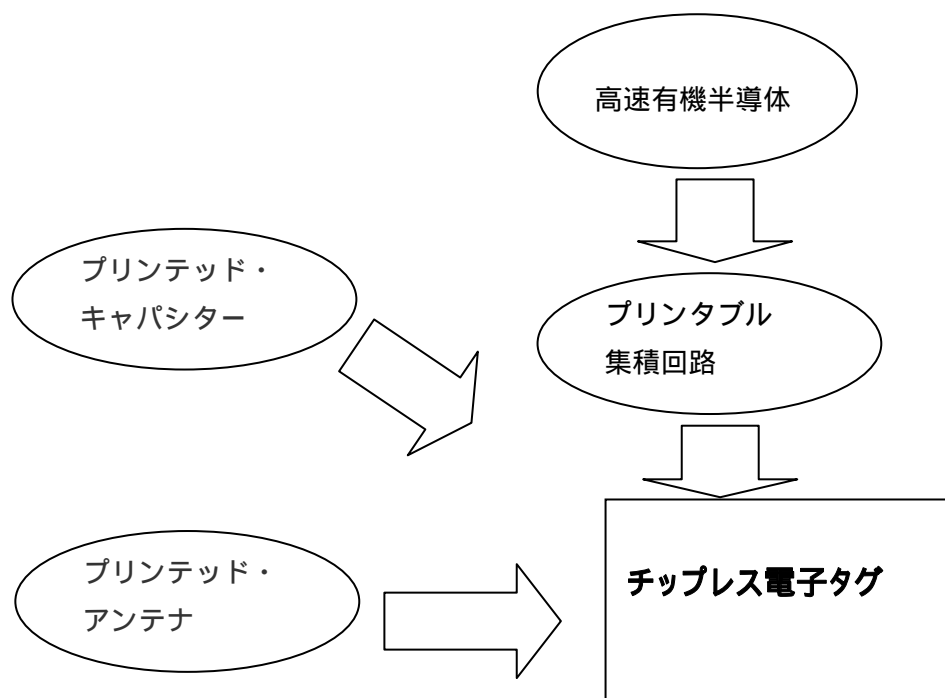 高速有機半導体
プリンテッド・
キャパシター
プリンタブル
集積回路
プリンテッド・
アンテナ
チップレス電子タグ